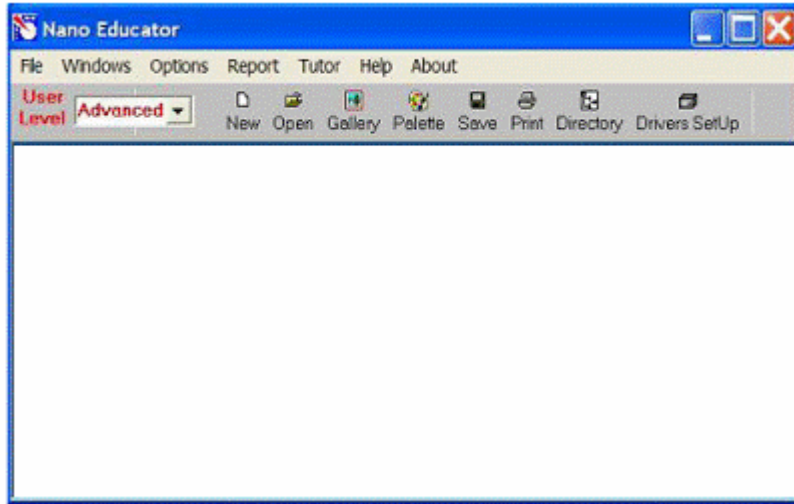 Nano Educator
File Windows Options Report Tutor Help About
User Level Advanced New Open Gallery Palette Save Print Directory Drivers SetUp